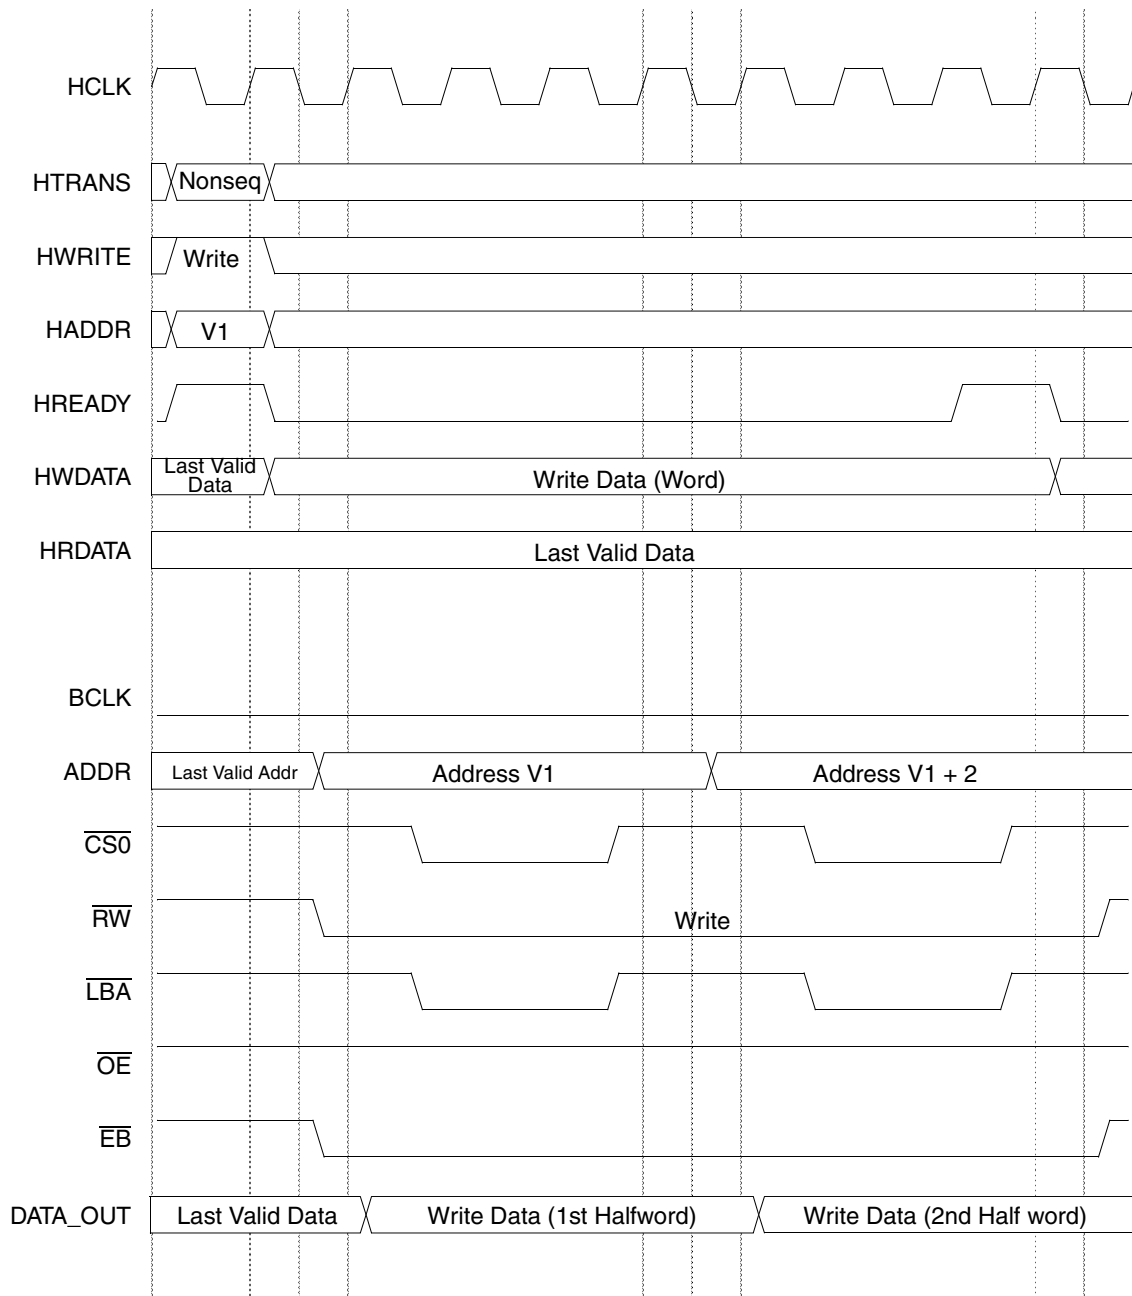 HCLK
HTRANS Nonseq
HWRITE Write
HADDR V1
HREADY
HWDATA Last Valid Data Write Data (Word)
HRDATA Last Valid Data
BCLK
ADDR Last Valid Addr Address V1 Address V1 + 2
CS0
RW Write
LBA
OE
EB
DATA_OUT Last Valid Data Write Data (1st Halfword) Write Data (2nd Half word)